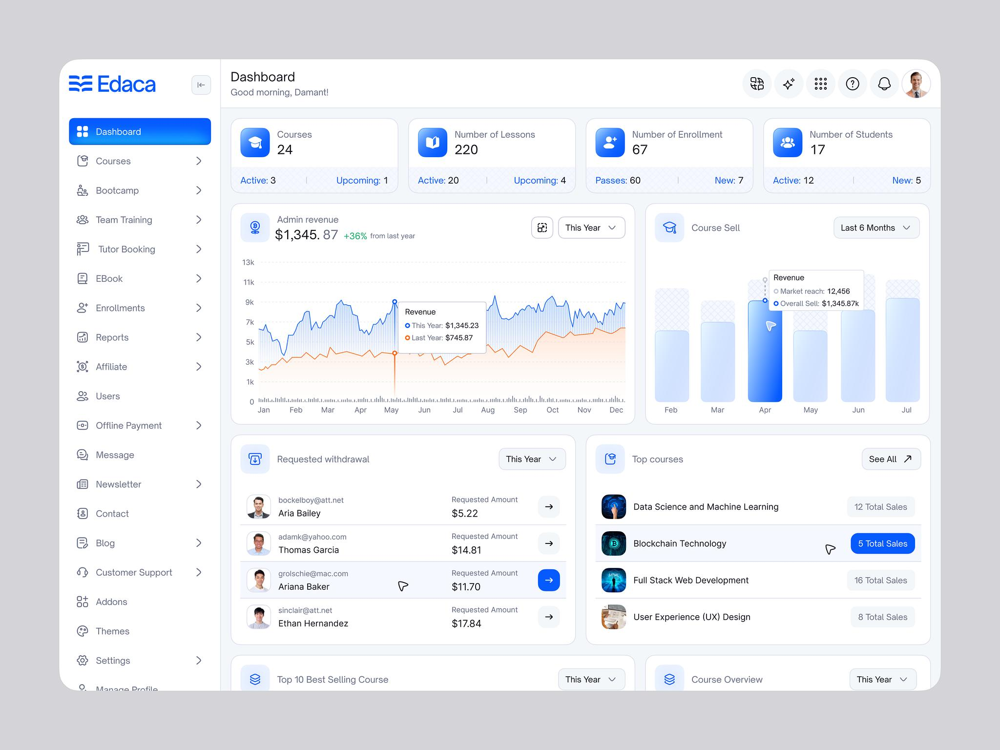 Edaca
Dashboard
Courses
Bootcamp
Team Training
Tutor Booking
EBook
Enrollments
Reports
Affiliate
Users
Offline Payment
Message
Newsletter
Contact
Blog
Customer Support
Addons
Themes
Settings
Manage Profile
Dashboard
Good morning, Damant!
Courses
24
Active: 3
Upcoming: 1
Number of Lessons
220
Active: 20
Upcoming: 4
Number of Enrollment
67
Passes: 60
New: 7
Number of Students
17
Active: 12
New: 5
Admin revenue
$1,345. 87 +36% from last year
This Year
13k
11k
9k
7k
5k
3k
1k
0
Revenue
This Year: $1,345.23
Last Year: $745.87
Jan Feb Mar Apr May Jun Jul Aug Sep Oct Nov Dec
Course Sell
Last 6 Months
Revenue
Market reach: 12,456
Overall Sell: $1,345.87k
Feb Mar Apr May Jun Jul
Requested withdrawal
This Year
bockelboy@att.net
Aria Bailey
Requested Amount
$5.22
adamk@yahoo.com
Thomas Garcia
Requested Amount
$14.81
grolschie@mac.com
Ariana Baker
Requested Amount
$11.70
sinclair@att.net
Ethan Hernandez
Requested Amount
$17.84
Top courses
See All
Data Science and Machine Learning
12 Total Sales
Blockchain Technology
5 Total Sales
HTML
Full Stack Web Development
16 Total Sales
User Experience (UX) Design
8 Total Sales
Top 10 Best Selling Course
This Year
Course Overview
This Year